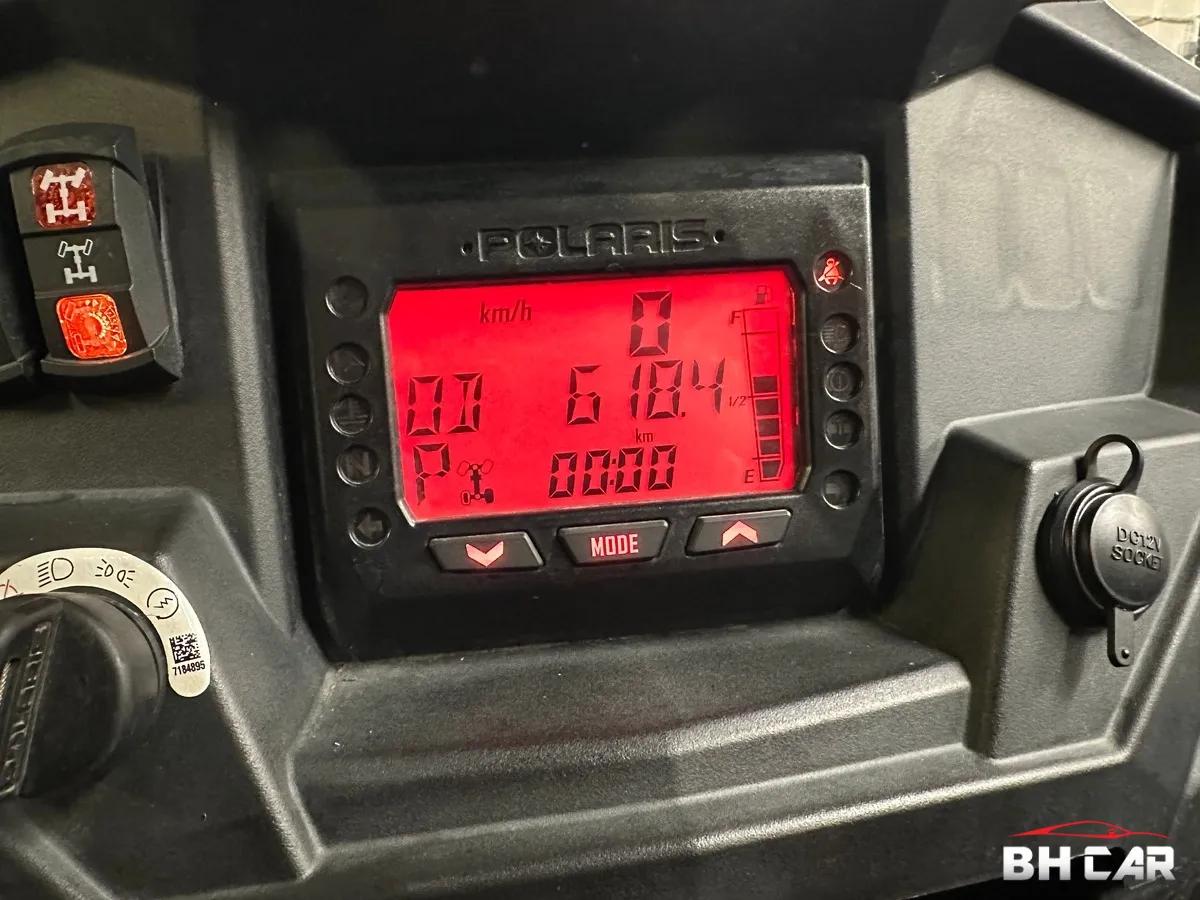 POLARIS
km/h
0
F
OD
618.4
1/2
km
P
00:00
E
N
MODE
DC12V
SOCKET
7184895
BH CAR